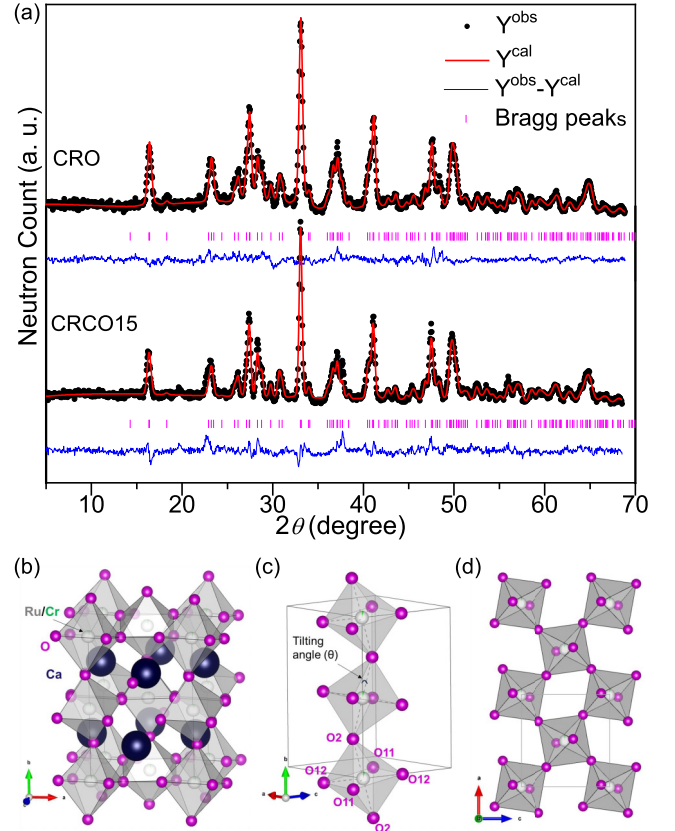 (a)
Y^obs
Y^cal
Y^obs-Y^cal
Bragg peaks
CRO
CRCO15
Neutron Count (a. u.)
10 20 30 40 50 60 70
2θ (degree)
(b)
Ru/Cr
O
Ca
b
a
(c)
Tilting
angle (θ)
O2
O11
O12
O12
O11
O2
b
a
c
(d)
a
b
c